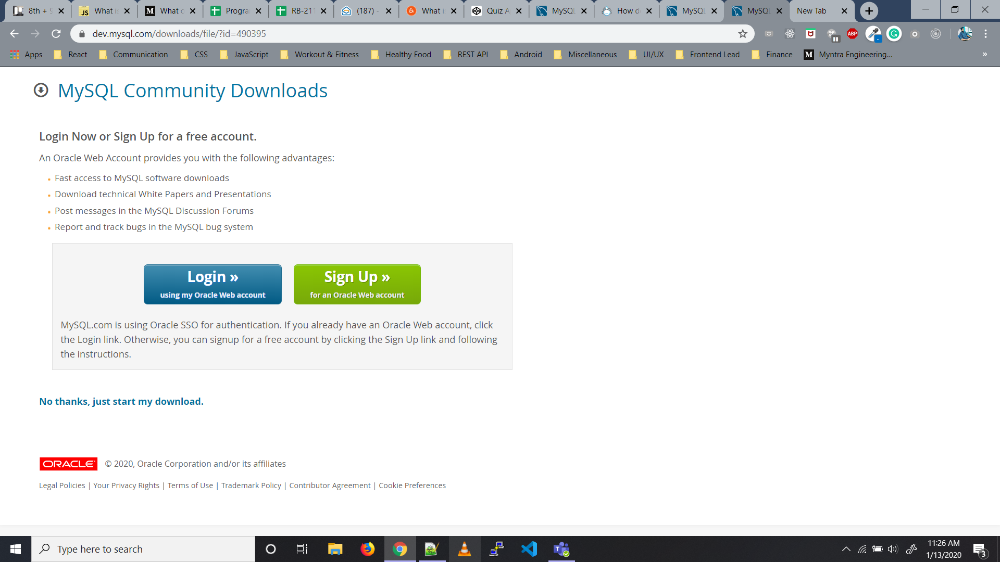 8th + 9
What i
What c
Progra
RB-211
(187) -
What i
Quiz A
MySQL
How d
MySQL
MySQL
New Tab
dev.mysql.com/downloads/file/?id=490395
Apps
React
Communication
CSS
JavaScript
Workout & Fitness
Healthy Food
REST API
Android
Miscellaneous
UI/UX
Frontend Lead
Finance
Myntra Engineering...
»
MySQL Community Downloads
Login Now or Sign Up for a free account.
An Oracle Web Account provides you with the following advantages:
Fast access to MySQL software downloads
Download technical White Papers and Presentations
Post messages in the MySQL Discussion Forums
Report and track bugs in the MySQL bug system
Login »
using my Oracle Web account
Sign Up »
for an Oracle Web account
MySQL.com is using Oracle SSO for authentication. If you already have an Oracle Web account, click
the Login link. Otherwise, you can signup for a free account by clicking the Sign Up link and following
the instructions.
No thanks, just start my download.
ORACLE © 2020, Oracle Corporation and/or its affiliates
Legal Policies | Your Privacy Rights | Terms of Use | Trademark Policy | Contributor Agreement | Cookie Preferences
Type here to search
11:26 AM
1/13/2020
3